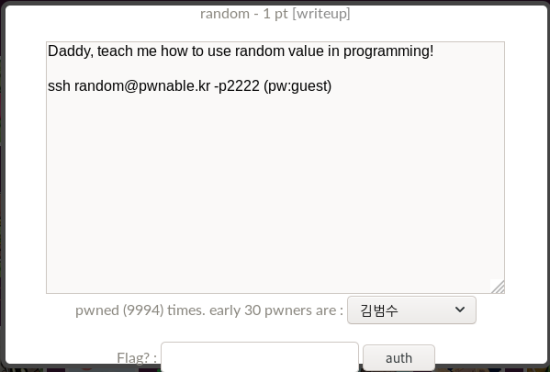 random - 1 pt [writeup]
Daddy, teach me how to use random value in programming!
ssh random@pwnable.kr -p2222 (pw:guest)
pwned (9994) times. early 30 pwners are : 김범수
Flag? : auth